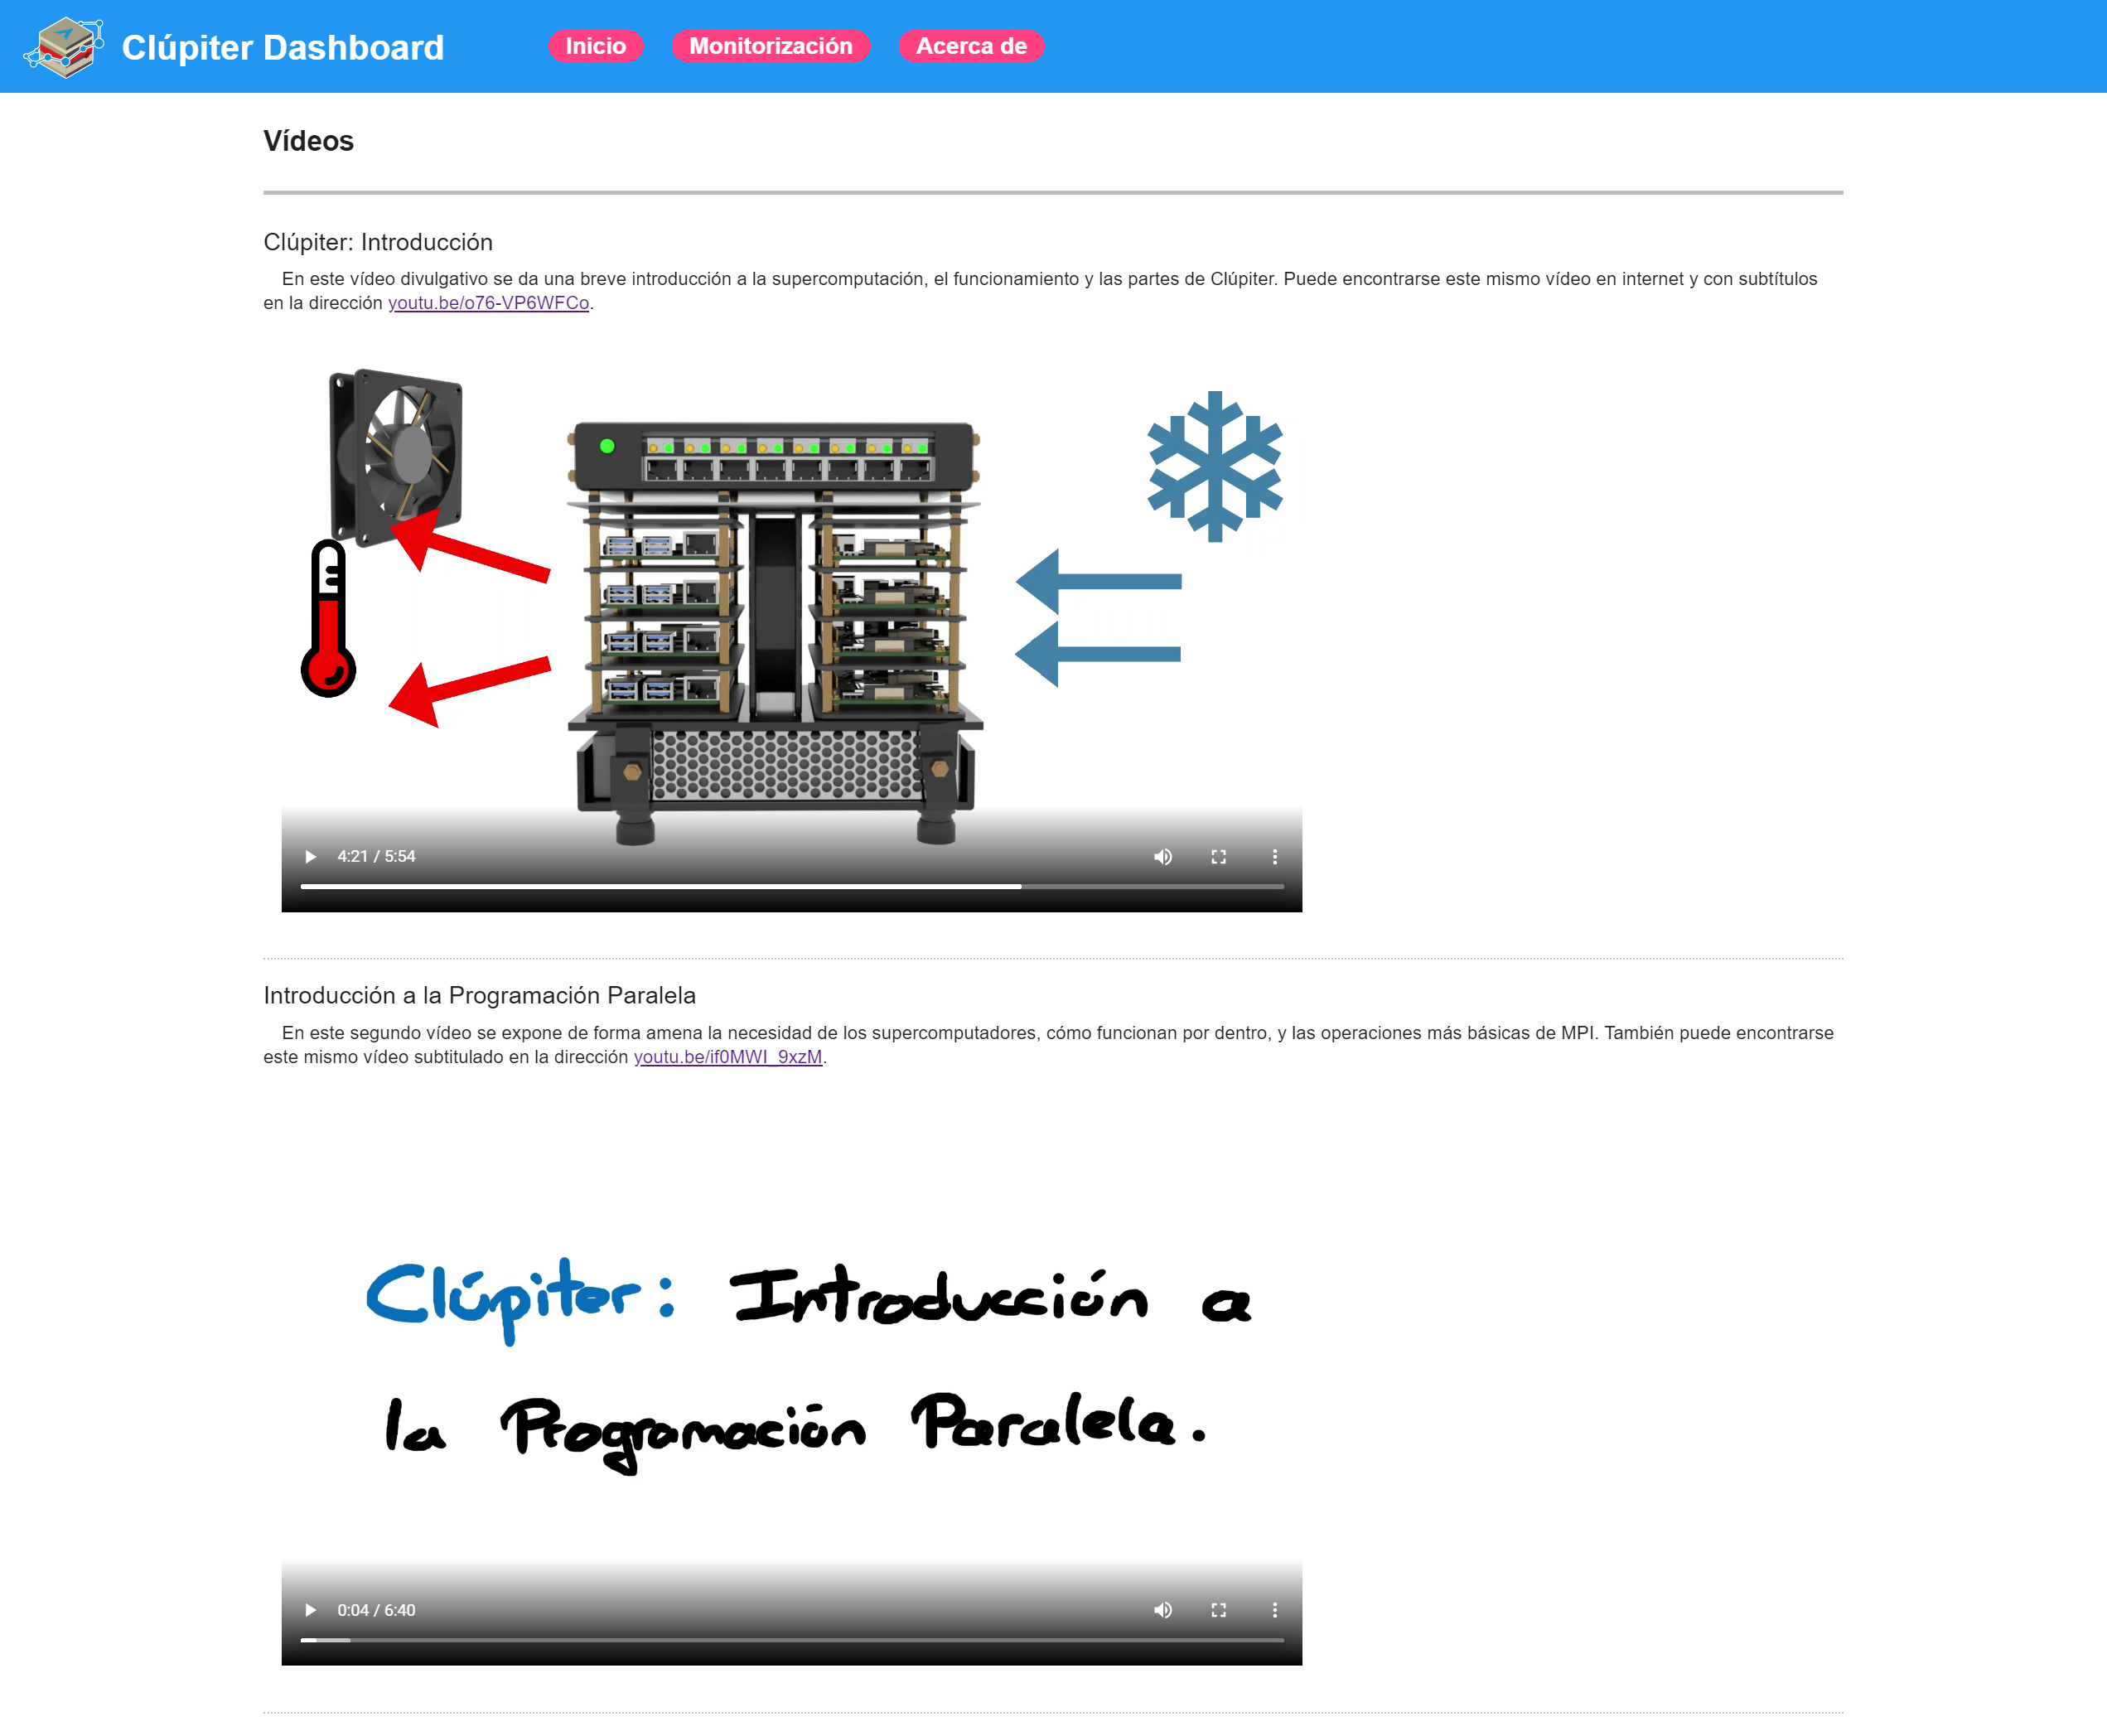 Clúpiter Dashboard
Inicio
Monitorización
Acerca de
Vídeos
Clúpiter: Introducción
En este vídeo divulgativo se da una breve introducción a la supercomputación, el funcionamiento y las partes de Clúpiter. Puede encontrarse este mismo vídeo en internet y con subtítulos
en la dirección youtu.be/o76-VP6WFCo.
4:21 / 5:54
Introducción a la Programación Paralela
En este segundo vídeo se expone de forma amena la necesidad de los supercomputadores, cómo funcionan por dentro, y las operaciones más básicas de MPI. También puede encontrarse
este mismo vídeo subtitulado en la dirección youtu.be/if0MWI_9xzM.
Clúpiter: Introducción a
la Programación Paralela.
0:04 / 6:40